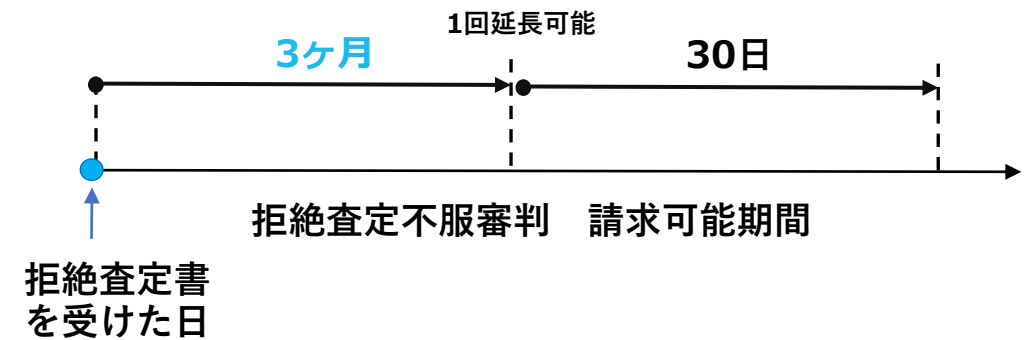 1回延長可能
3ヶ月
30日
拒絶査定不服審判　請求可能期間
拒絶査定書
を受けた日